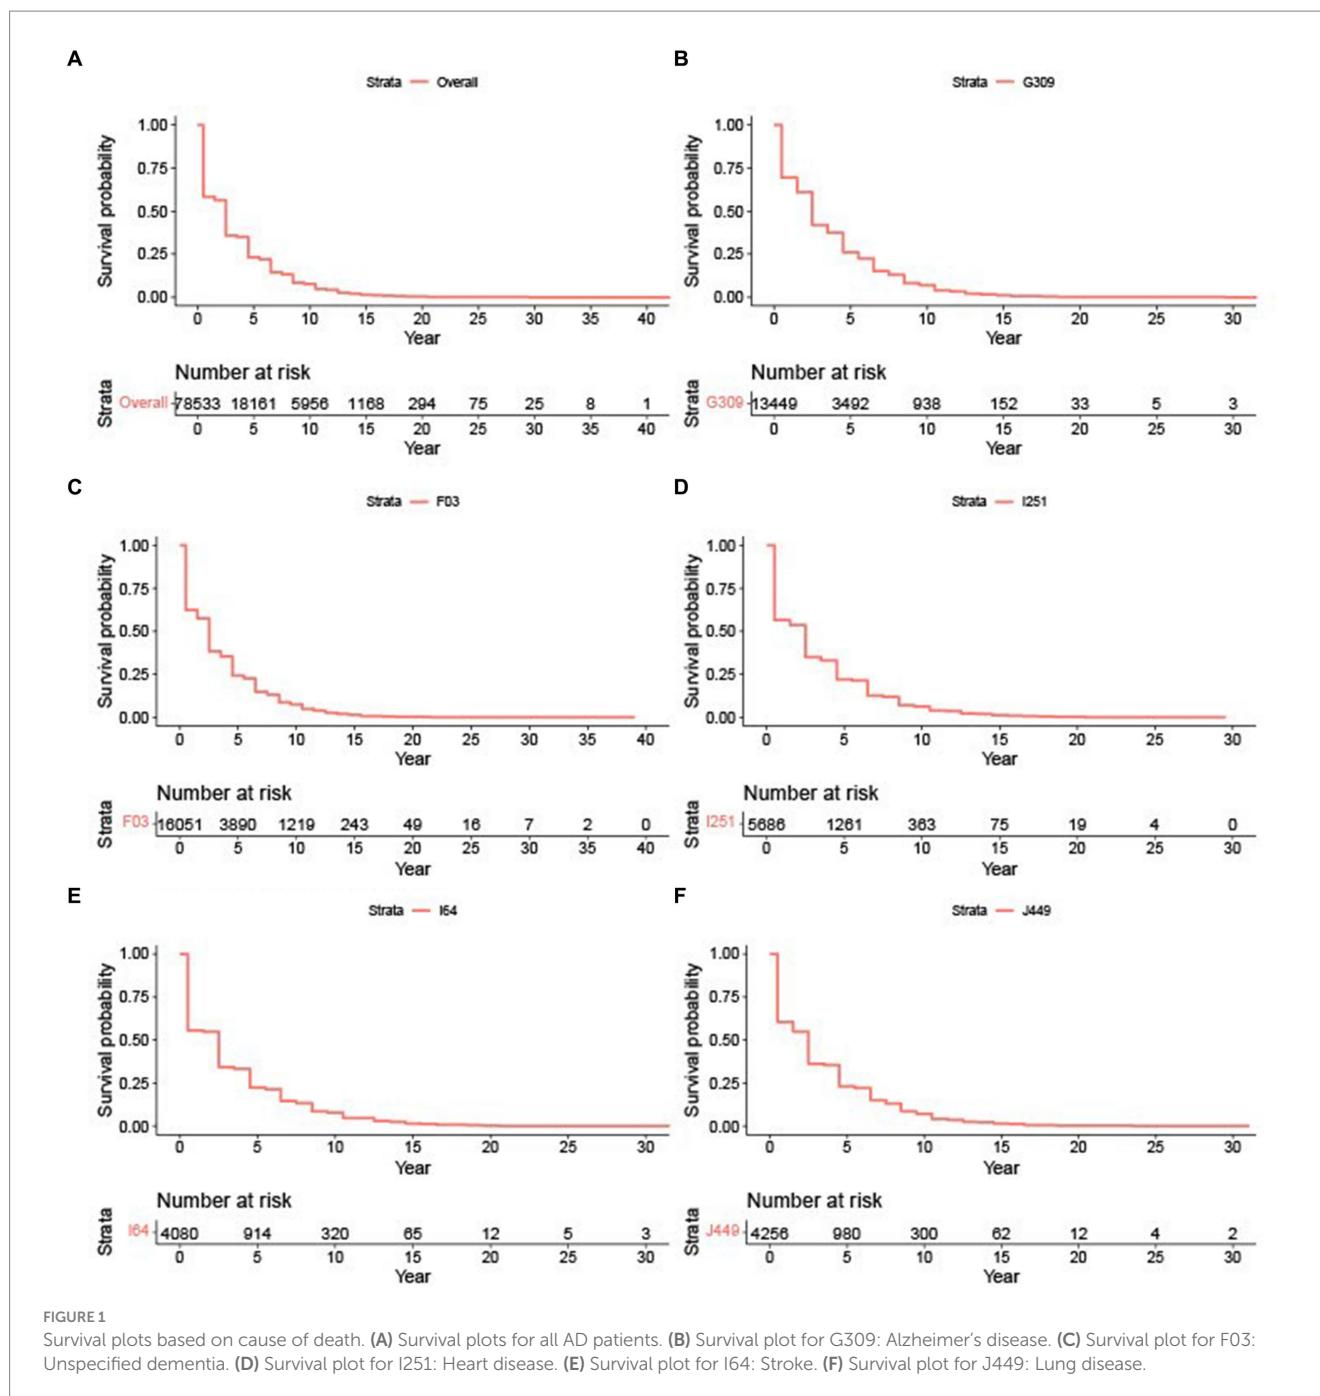 A
Strata Overall
1.00
0.75
0.50
0.25
0.00
Survival probability
0 5 10 15 20 25 30 35 40
Year
Number at risk
Strata
Overall 78533 18161 5956 1168 294 75 25 8 1
0 5 10 15 20 25 30 35 40
Year
B
Strata G309
1.00
0.75
0.50
0.25
0.00
Survival probability
0 5 10 15 20 25 30
Year
Number at risk
Strata
G309 13449 3492 938 152 33 5 3
0 5 10 15 20 25 30
Year
C
Strata F03
1.00
0.75
0.50
0.25
0.00
Survival probability
0 5 10 15 20 25 30 35 40
Year
Number at risk
Strata
F03 16051 3890 1219 243 49 16 7 2 0
0 5 10 15 20 25 30 35 40
Year
D
Strata I251
1.00
0.75
0.50
0.25
0.00
Survival probability
0 5 10 15 20 25 30
Year
Number at risk
Strata
I251 5686 1261 363 75 19 4 0
0 5 10 15 20 25 30
Year
E
Strata I64
1.00
0.75
0.50
0.25
0.00
Survival probability
0 5 10 15 20 25 30
Year
Number at risk
Strata
I64 4080 914 320 65 12 5 3
0 5 10 15 20 25 30
Year
F
Strata J449
1.00
0.75
0.50
0.25
0.00
Survival probability
0 5 10 15 20 25 30
Year
Number at risk
Strata
J449 4256 980 300 62 12 4 2
0 5 10 15 20 25 30
Year
FIGURE 1
Survival plots based on cause of death. (A) Survival plots for all AD patients. (B) Survival plot for G309: Alzheimer's disease. (C) Survival plot for F03:
Unspecified dementia. (D) Survival plot for I251: Heart disease. (E) Survival plot for I64: Stroke. (F) Survival plot for J449: Lung disease.